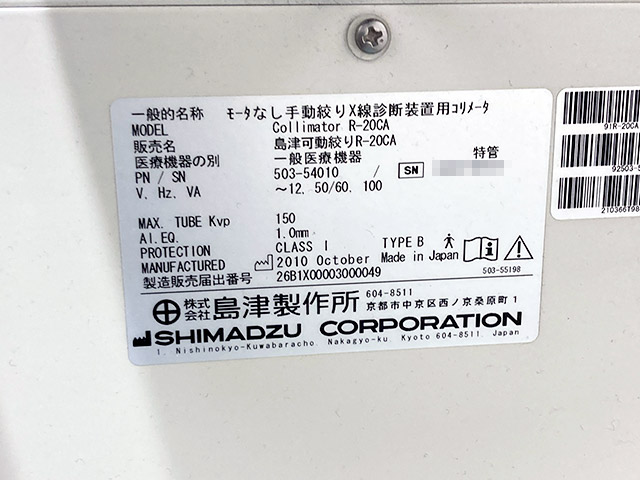 一般的名称 モータなし手動絞りX線診断装置用コリメータ
MODEL Collimator R-20CA
販売名 島津可動絞りR-20CA
医療機器の別 一般医療機器 特管
PN / SN 503-54010 / SN
V, Hz, VA ～12, 50/60, 100
MAX. TUBE Kvp 150
Al.EQ. 1.0mm
PROTECTION CLASS I TYPE B
MANUFACTURED 2010 October Made in Japan
製造販売届出番号 26B1X00003000049 503-55198
株式会社 島津製作所 604-8511
京都市中京区西ノ京桑原町1
SHIMADZU CORPORATION
1, Nishinokyo-Kuwabaracho, Nakagyo-ku, Kyoto 604-8511, Japan
91R-20CA
92503-5
210366T98